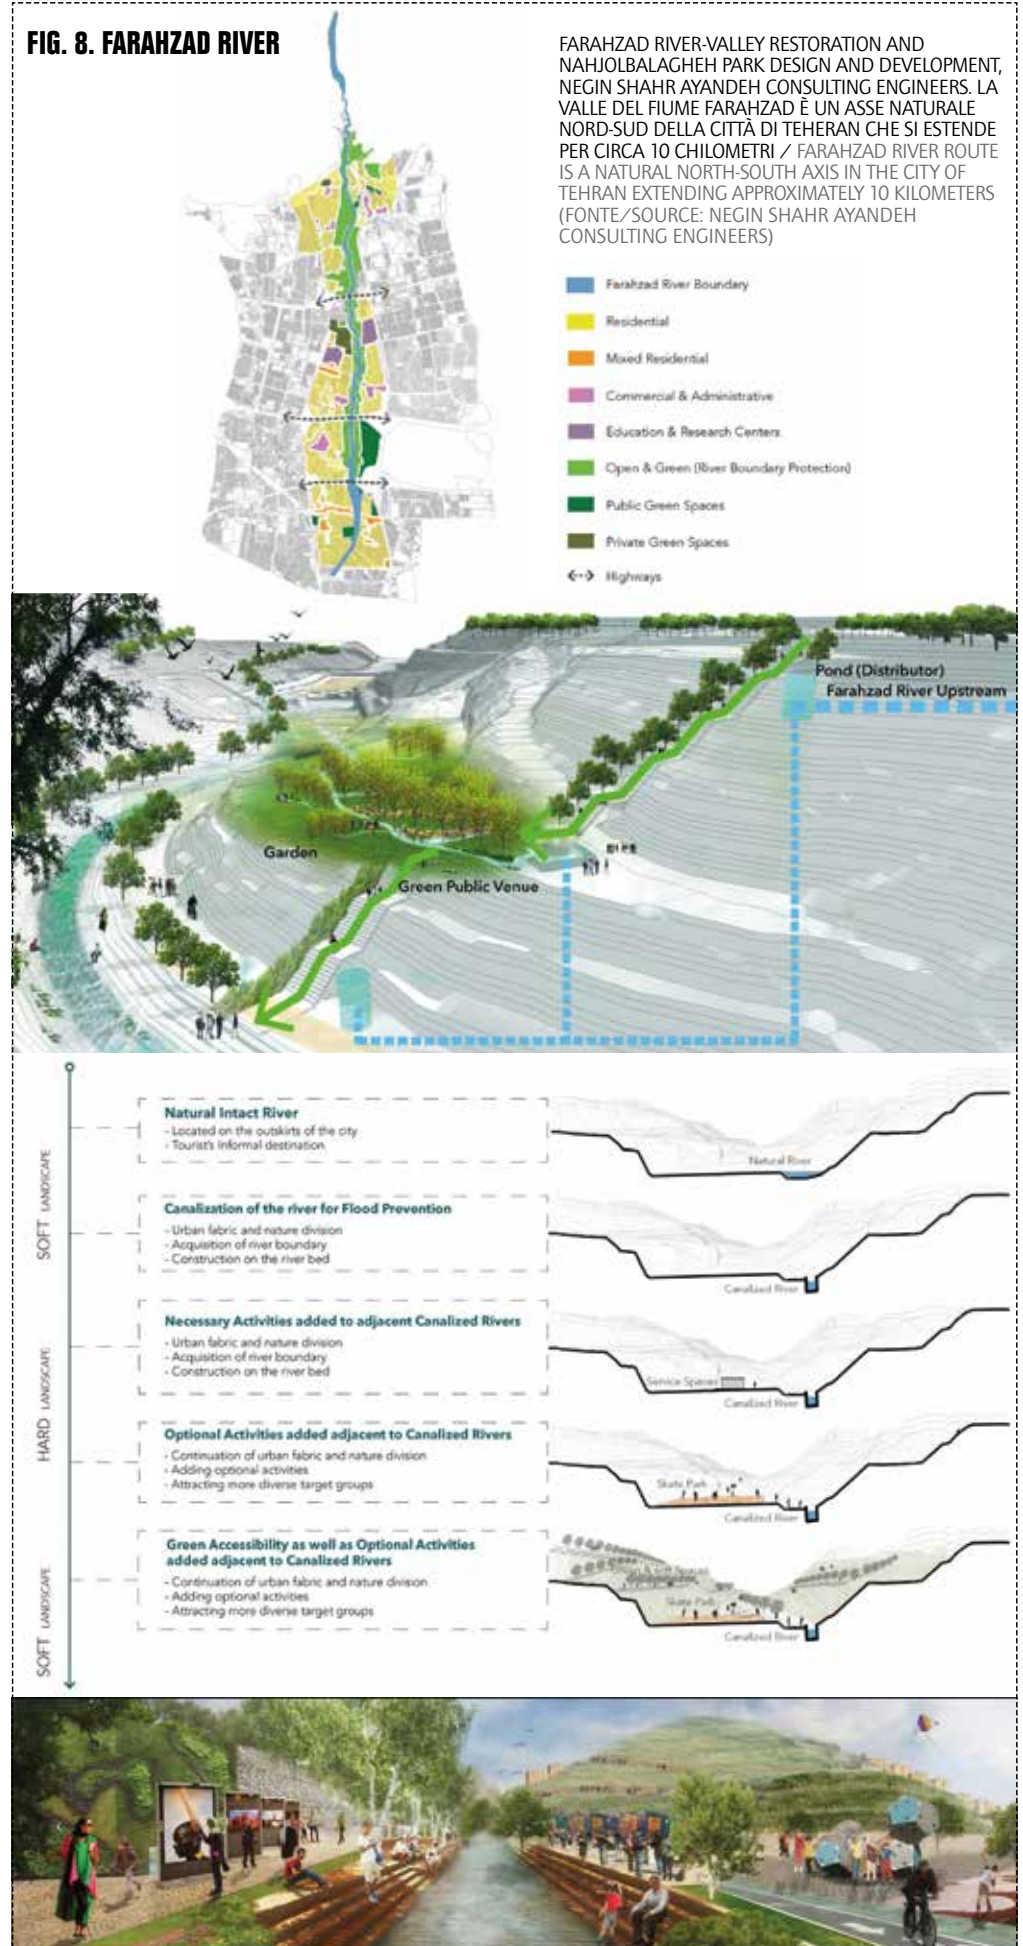 FIG. 8. FARAHZAD RIVER
FARAHZAD RIVER-VALLEY RESTORATION AND
NAHJOLBALAGHEH PARK DESIGN AND DEVELOPMENT,
NEGIN SHAHR AYANDEH CONSULTING ENGINEERS. LA
VALLE DEL FIUME FARAHZAD È UN ASSE NATURALE
NORD-SUD DELLA CITTÀ DI TEHERAN CHE SI ESTENDE
PER CIRCA 10 CHILOMETRI / FARAHZAD RIVER ROUTE
IS A NATURAL NORTH-SOUTH AXIS IN THE CITY OF
TEHRAN EXTENDING APPROXIMATELY 10 KILOMETERS
(FONTE/SOURCE: NEGIN SHAHR AYANDEH
CONSULTING ENGINEERS)
Farahzad River Boundary
Residential
Mixed Residential
Commercial & Administrative
Education & Research Centers
Open & Green (River Boundary Protection)
Public Green Spaces
Private Green Spaces
Highways
Pond (Distributor)
Farahzad River Upstream
Garden
Green Public Venue
SOFT LANDSCAPE
HARD LANDSCAPE
SOFT LANDSCAPE
Natural Intact River
- Located on the outskirts of the city
- Tourist's Informal destination
Natural River
Canalization of the river for Flood Prevention
- Urban fabric and nature division
- Acquisition of river boundary
- Construction on the river bed
Canalized River
Necessary Activities added to adjacent Canalized Rivers
- Urban fabric and nature division
- Acquisition of river boundary
- Construction on the river bed
Service Spaces
Canalized River
Optional Activities added adjacent to Canalized Rivers
- Continuation of urban fabric and nature division
- Adding optional activities
- Attracting more diverse target groups
Skate Park
Canalized River
Green Accessibility as well as Optional Activities
added adjacent to Canalized Rivers
- Continuation of urban fabric and nature division
- Adding optional activities
- Attracting more diverse target groups
Skate Park
Canalized River